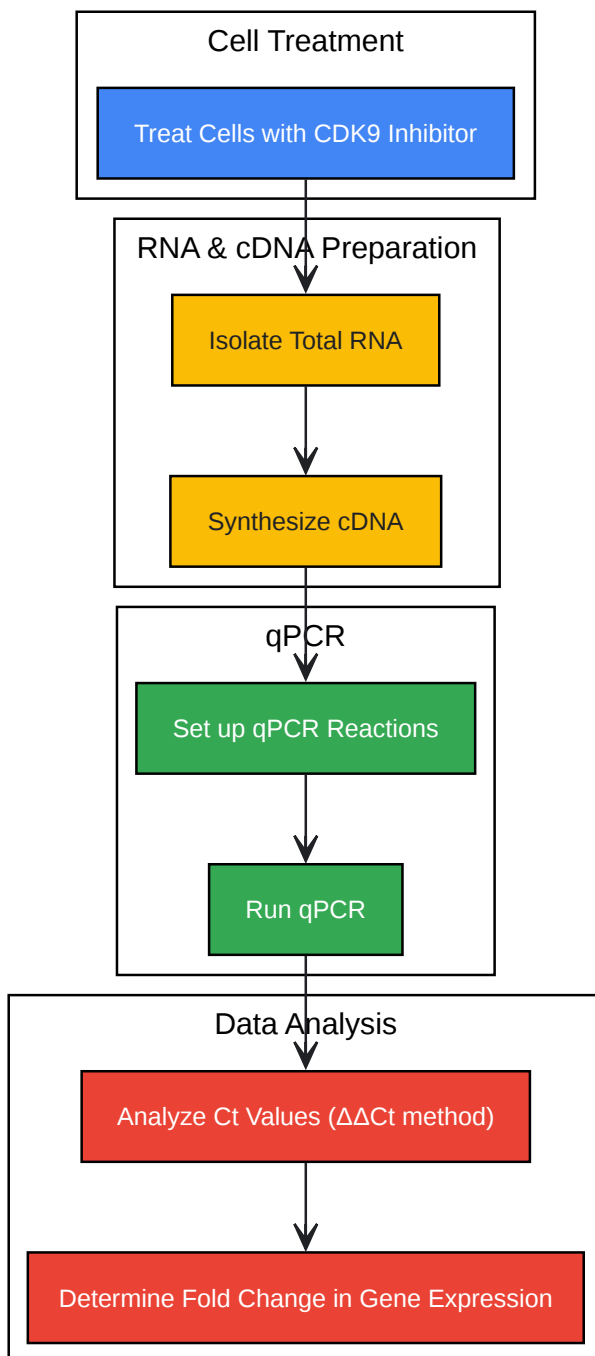 Cell Treatment
Treat Cells with CDK9 Inhibitor
RNA & cDNA Preparation
Isolate Total RNA
Synthesize cDNA
qPCR
Set up qPCR Reactions
Run qPCR
Data Analysis
Analyze Ct Values (ΔΔCt method)
Determine Fold Change in Gene Expression